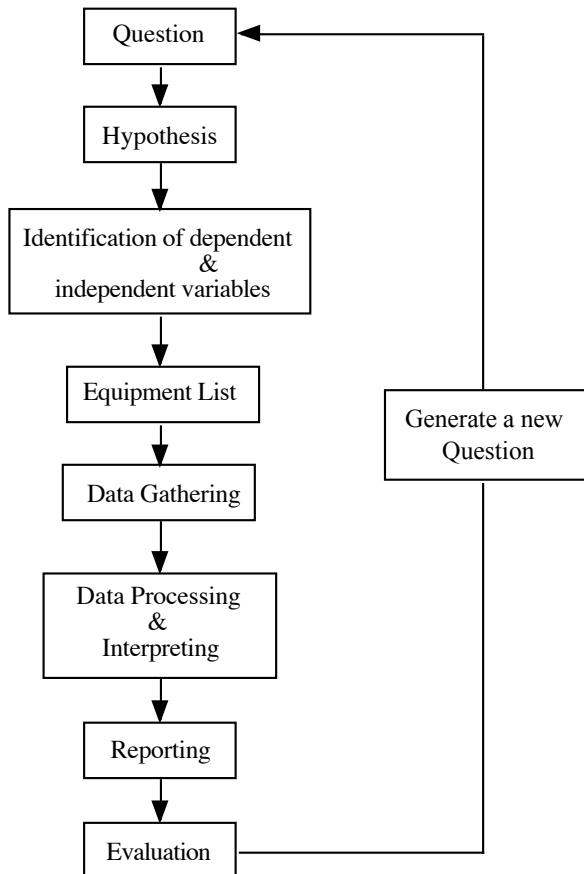 Question
Hypothesis
Identification of dependent
&
independent variables
Equipment List
Data Gathering
Data Processing
&
Interpreting
Reporting
Evaluation
Generate a new
Question